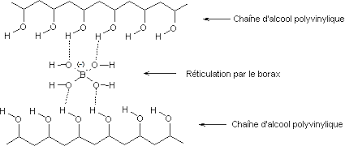 Chaîne d'alcool polyvinylique
H O H O H O H O H O H O
H O (-) O H
B
H O O H
Réticulation par le borax
H O H O H O H O
Chaîne d'alcool polyvinylique